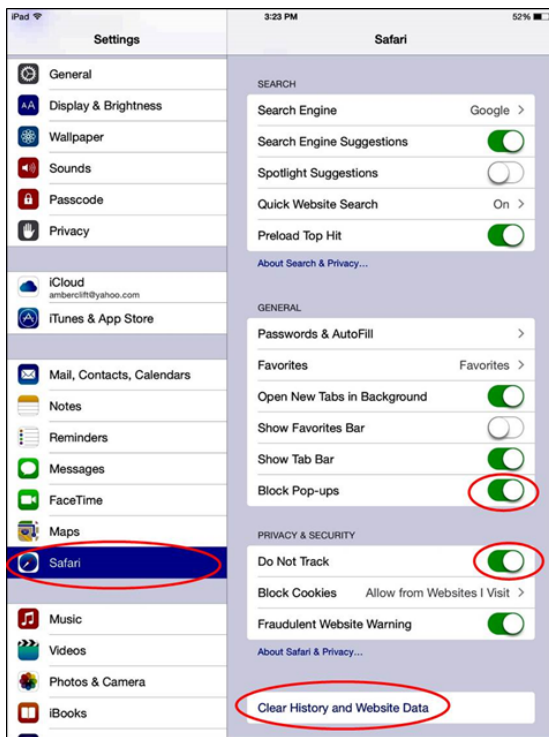 iPad 3:23 PM 52%
Settings
General
AA Display & Brightness
Wallpaper
Sounds
Passcode
Privacy
iCloud
amberclift@yahoo.com
iTunes & App Store
Mail, Contacts, Calendars
Notes
Reminders
Messages
FaceTime
Maps
Safari
Music
Videos
Photos & Camera
iBooks
Safari
SEARCH
Search Engine Google >
Search Engine Suggestions
Spotlight Suggestions
Quick Website Search On >
Preload Top Hit
About Search & Privacy...
GENERAL
Passwords & AutoFill >
Favorites Favorites >
Open New Tabs in Background
Show Favorites Bar
Show Tab Bar
Block Pop-ups
PRIVACY & SECURITY
Do Not Track
Block Cookies Allow from Websites I Visit >
Fraudulent Website Warning
About Safari & Privacy...
Clear History and Website Data